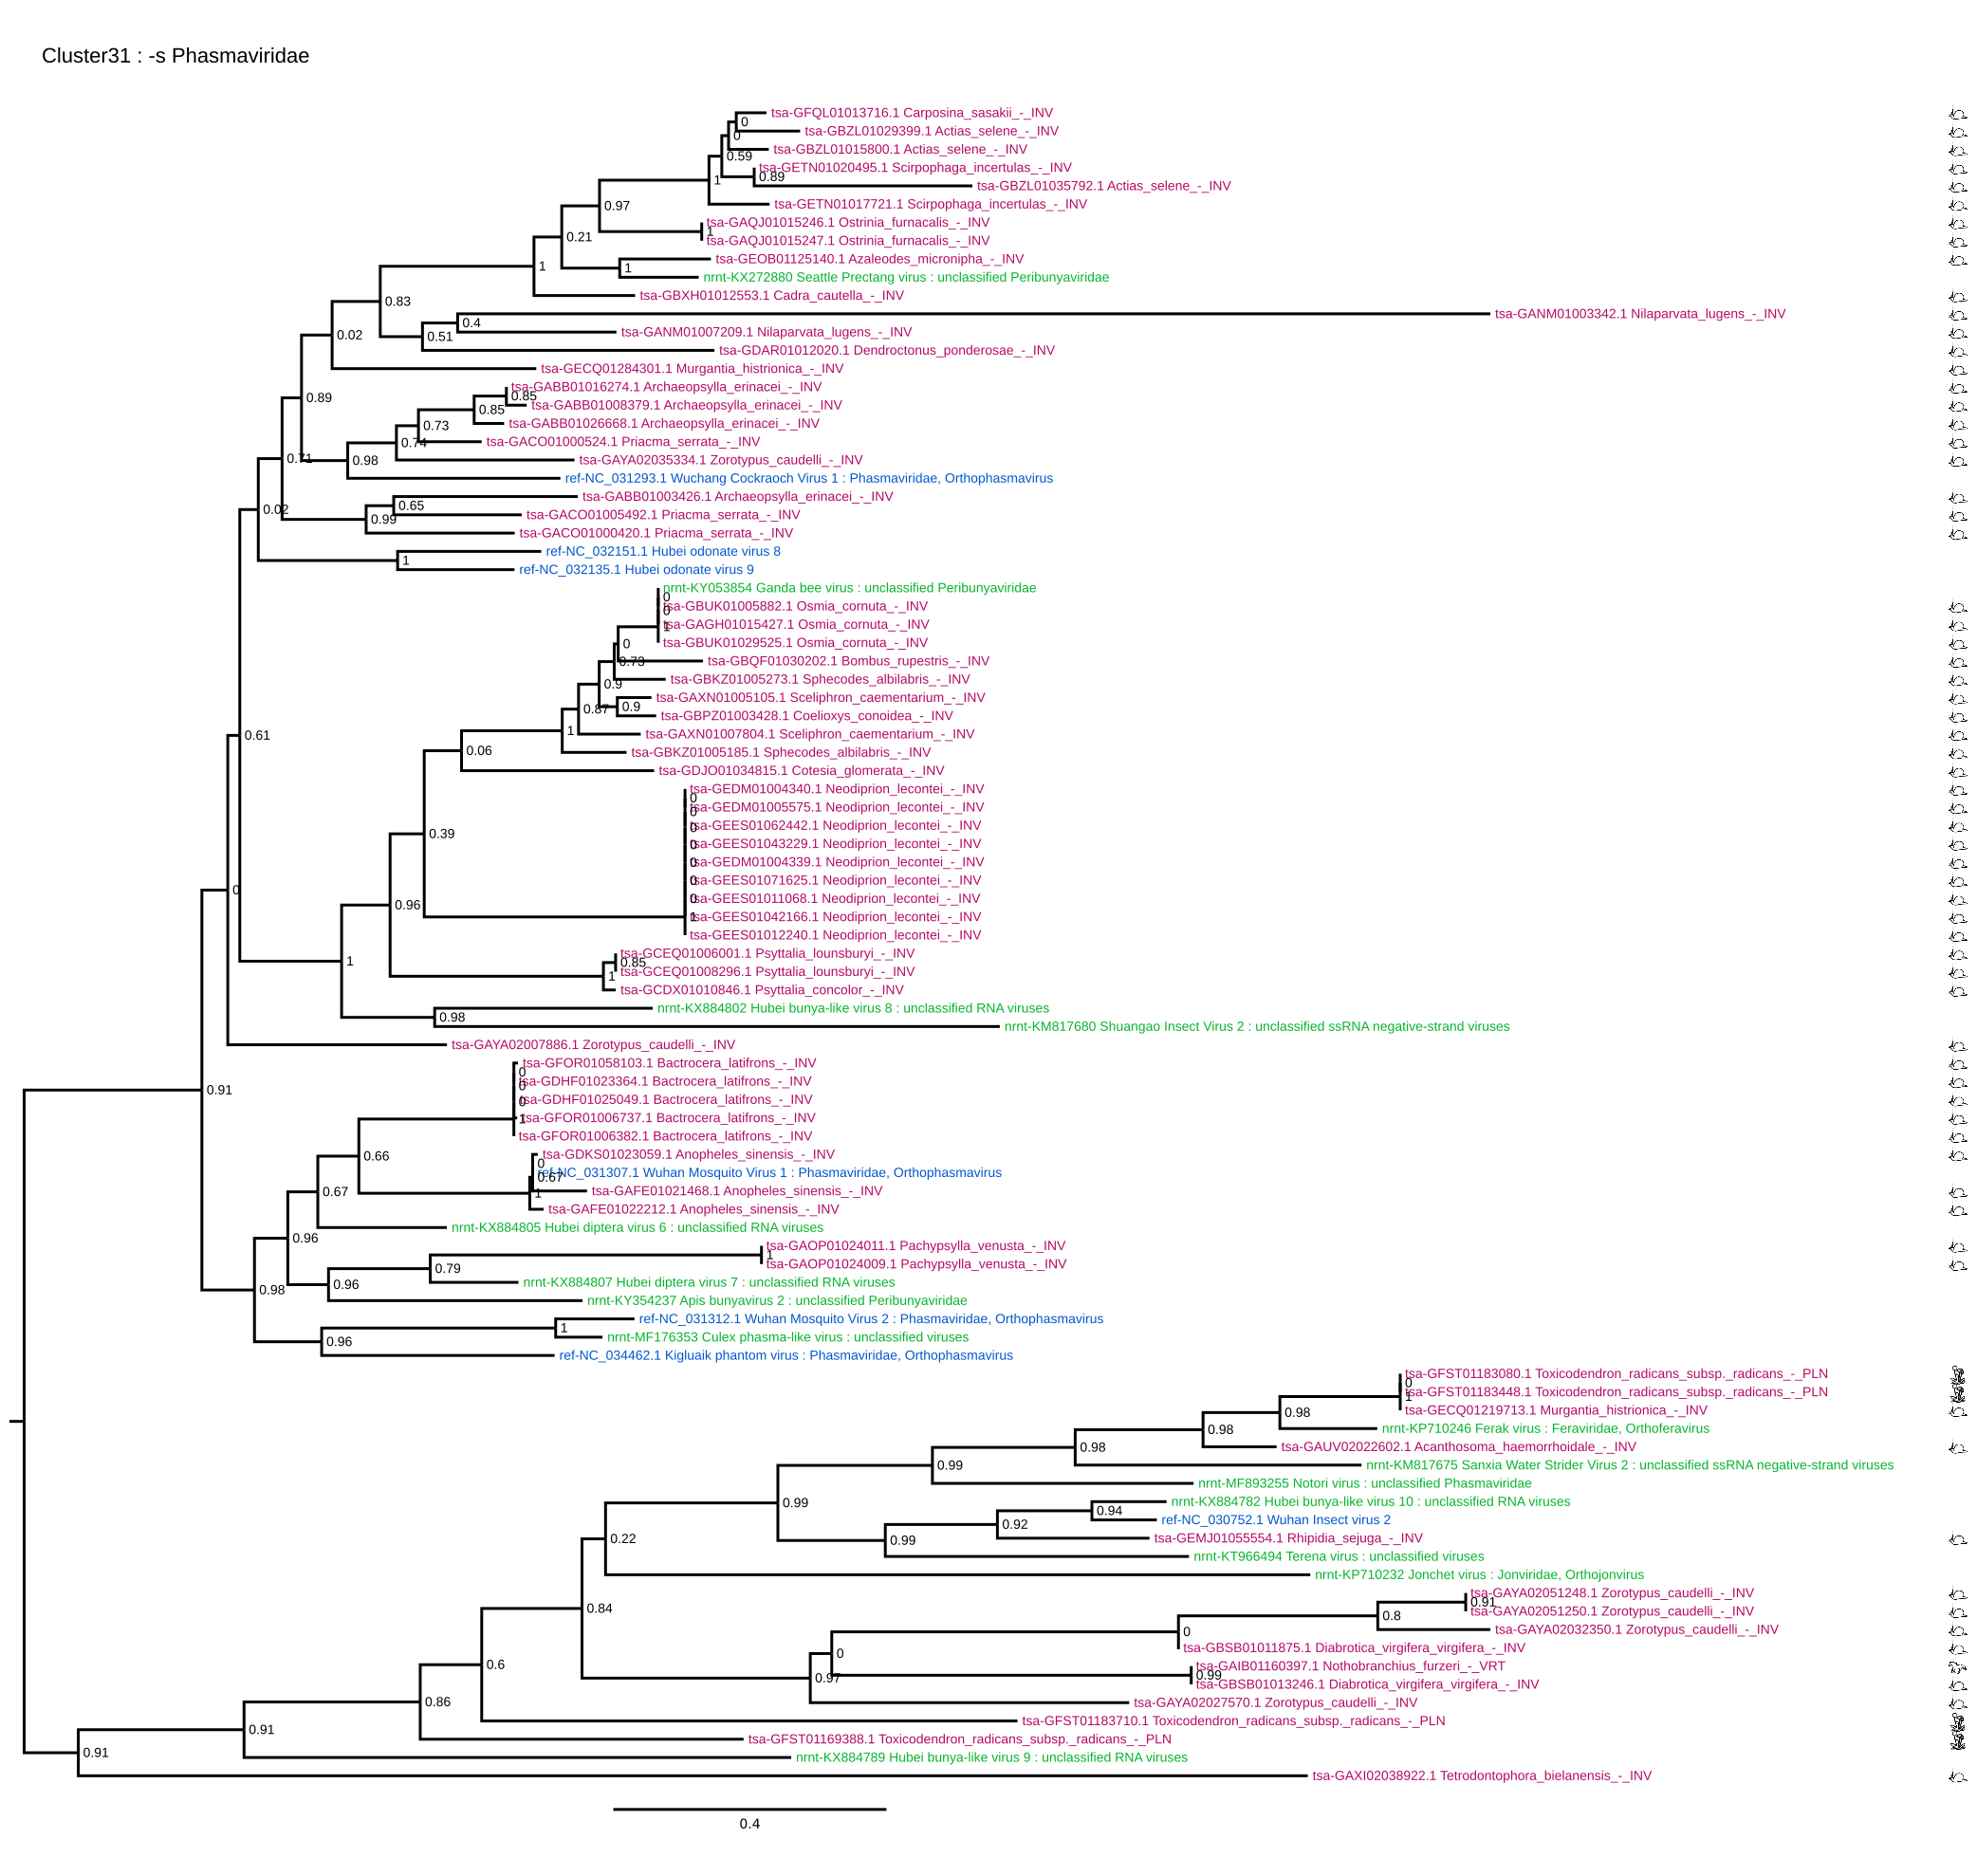 Cluster31 : -s Phasmaviridae
tsa-GFQL01013716.1 Carposina_sasakii_-_INV
0
tsa-GBZL01029399.1 Actias_selene_-_INV
0
tsa-GBZL01015800.1 Actias_selene_-_INV
0.59
tsa-GETN01020495.1 Scirpophaga_incertulas_-_INV
0.89
1
tsa-GBZL01035792.1 Actias_selene_-_INV
tsa-GETN01017721.1 Scirpophaga_incertulas_-_INV
0.97
tsa-GAQJ01015246.1 Ostrinia_furnacalis_-_INV
1
0.21
tsa-GAQJ01015247.1 Ostrinia_furnacalis_-_INV
tsa-GEOB01125140.1 Azaleodes_micronipha_-_INV
1
1
nrnt-KX272880 Seattle Prectang virus : unclassified Peribunyaviridae
tsa-GBXH01012553.1 Cadra_cautella_-_INV
0.83
tsa-GANM01003342.1 Nilaparvata_lugens_-_INV
0.4
tsa-GANM01007209.1 Nilaparvata_lugens_-_INV
0.02
0.51
tsa-GDAR01012020.1 Dendroctonus_ponderosae_-_INV
tsa-GECQ01284301.1 Murgantia_histrionica_-_INV
tsa-GABB01016274.1 Archaeopsylla_erinacei_-_INV
0.85
0.89
tsa-GABB01008379.1 Archaeopsylla_erinacei_-_INV
0.85
tsa-GABB01026668.1 Archaeopsylla_erinacei_-_INV
0.73
tsa-GACO01000524.1 Priacma_serrata_-_INV
0.74
0.71
0.98
tsa-GAYA02035334.1 Zorotypus_caudelli_-_INV
ref-NC_031293.1 Wuchang Cockraoch Virus 1 : Phasmaviridae, Orthophasmavirus
tsa-GABB01003426.1 Archaeopsylla_erinacei_-_INV
0.65
0.02
tsa-GACO01005492.1 Priacma_serrata_-_INV
0.99
tsa-GACO01000420.1 Priacma_serrata_-_INV
ref-NC_032151.1 Hubei odonate virus 8
1
ref-NC_032135.1 Hubei odonate virus 9
nrnt-KY053854 Ganda bee virus : unclassified Peribunyaviridae
0
tsa-GBUK01005882.1 Osmia_cornuta_-_INV
0
tsa-GAGH01015427.1 Osmia_cornuta_-_INV
1
tsa-GBUK01029525.1 Osmia_cornuta_-_INV
0
tsa-GBQF01030202.1 Bombus_rupestris_-_INV
0.73
tsa-GBKZ01005273.1 Sphecodes_albilabris_-_INV
0.9
tsa-GAXN01005105.1 Sceliphron_caementarium_-_INV
0.9
0.87
tsa-GBPZ01003428.1 Coelioxys_conoidea_-_INV
1
0.61
tsa-GAXN01007804.1 Sceliphron_caementarium_-_INV
0.06
tsa-GBKZ01005185.1 Sphecodes_albilabris_-_INV
tsa-GDJO01034815.1 Cotesia_glomerata_-_INV
tsa-GEDM01004340.1 Neodiprion_lecontei_-_INV
0
tsa-GEDM01005575.1 Neodiprion_lecontei_-_INV
0
tsa-GEES01062442.1 Neodiprion_lecontei_-_INV
0
0.39
tsa-GEES01043229.1 Neodiprion_lecontei_-_INV
0
tsa-GEDM01004339.1 Neodiprion_lecontei_-_INV
0
tsa-GEES01071625.1 Neodiprion_lecontei_-_INV
0
0
tsa-GEES01011068.1 Neodiprion_lecontei_-_INV
0
0.96
tsa-GEES01042166.1 Neodiprion_lecontei_-_INV
1
tsa-GEES01012240.1 Neodiprion_lecontei_-_INV
tsa-GCEQ01006001.1 Psyttalia_lounsburyi_-_INV
0.85
1
tsa-GCEQ01008296.1 Psyttalia_lounsburyi_-_INV
1
tsa-GCDX01010846.1 Psyttalia_concolor_-_INV
nrnt-KX884802 Hubei bunya-like virus 8 : unclassified RNA viruses
0.98
nrnt-KM817680 Shuangao Insect Virus 2 : unclassified ssRNA negative-strand viruses
tsa-GAYA02007886.1 Zorotypus_caudelli_-_INV
tsa-GFOR01058103.1 Bactrocera_latifrons_-_INV
0
tsa-GDHF01023364.1 Bactrocera_latifrons_-_INV
0
0.91
tsa-GDHF01025049.1 Bactrocera_latifrons_-_INV
0
tsa-GFOR01006737.1 Bactrocera_latifrons_-_INV
1
tsa-GFOR01006382.1 Bactrocera_latifrons_-_INV
0.66
tsa-GDKS01023059.1 Anopheles_sinensis_-_INV
0
ref-NC_031307.1 Wuhan Mosquito Virus 1 : Phasmaviridae, Orthophasmavirus
0.67
0.67
tsa-GAFE01021468.1 Anopheles_sinensis_-_INV
1
tsa-GAFE01022212.1 Anopheles_sinensis_-_INV
nrnt-KX884805 Hubei diptera virus 6 : unclassified RNA viruses
0.96
tsa-GAOP01024011.1 Pachypsylla_venusta_-_INV
1
tsa-GAOP01024009.1 Pachypsylla_venusta_-_INV
0.79
0.98
0.96
nrnt-KX884807 Hubei diptera virus 7 : unclassified RNA viruses
nrnt-KY354237 Apis bunyavirus 2 : unclassified Peribunyaviridae
ref-NC_031312.1 Wuhan Mosquito Virus 2 : Phasmaviridae, Orthophasmavirus
1
0.96
nrnt-MF176353 Culex phasma-like virus : unclassified viruses
ref-NC_034462.1 Kigluaik phantom virus : Phasmaviridae, Orthophasmavirus
tsa-GFST01183080.1 Toxicodendron_radicans_subsp._radicans_-_PLN
0
tsa-GFST01183448.1 Toxicodendron_radicans_subsp._radicans_-_PLN
1
tsa-GECQ01219713.1 Murgantia_histrionica_-_INV
0.98
nrnt-KP710246 Ferak virus : Feraviridae, Orthoferavirus
0.98
tsa-GAUV02022602.1 Acanthosoma_haemorrhoidale_-_INV
0.98
nrnt-KM817675 Sanxia Water Strider Virus 2 : unclassified ssRNA negative-strand viruses
0.99
nrnt-MF893255 Notori virus : unclassified Phasmaviridae
0.99
nrnt-KX884782 Hubei bunya-like virus 10 : unclassified RNA viruses
0.94
ref-NC_030752.1 Wuhan Insect virus 2
0.92
0.22
0.99
tsa-GEMJ01055554.1 Rhipidia_sejuga_-_INV
nrnt-KT966494 Terena virus : unclassified viruses
nrnt-KP710232 Jonchet virus : Jonviridae, Orthojonvirus
tsa-GAYA02051248.1 Zorotypus_caudelli_-_INV
0.91
0.84
tsa-GAYA02051250.1 Zorotypus_caudelli_-_INV
0.8
tsa-GAYA02032350.1 Zorotypus_caudelli_-_INV
0
tsa-GBSB01011875.1 Diabrotica_virgifera_virgifera_-_INV
0
0.6
tsa-GAIB01160397.1 Nothobranchius_furzeri_-_VRT
0.99
0.97
tsa-GBSB01013246.1 Diabrotica_virgifera_virgifera_-_INV
0.86
tsa-GAYA02027570.1 Zorotypus_caudelli_-_INV
tsa-GFST01183710.1 Toxicodendron_radicans_subsp._radicans_-_PLN
0.91
tsa-GFST01169388.1 Toxicodendron_radicans_subsp._radicans_-_PLN
0.91
nrnt-KX884789 Hubei bunya-like virus 9 : unclassified RNA viruses
tsa-GAXI02038922.1 Tetrodontophora_bielanensis_-_INV
0.4